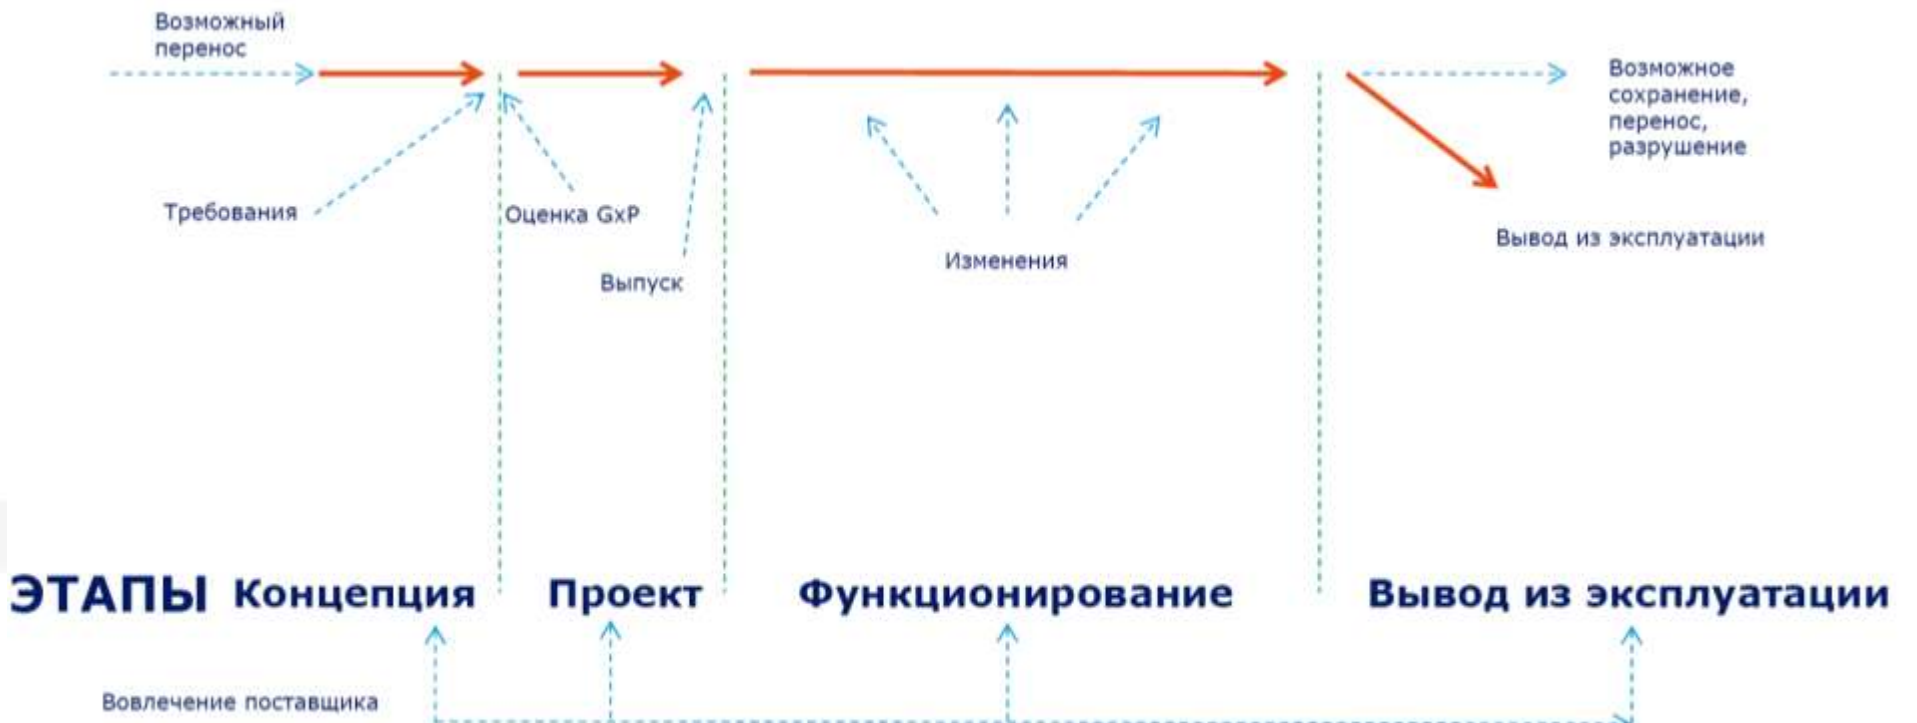 Возможный
перенос
Возможное
сохранение,
перенос,
разрушение
Требования
Оценка GxP
Выпуск
Изменения
Вывод из эксплуатации
ЭТАПЫ Концепция Проект Функционирование Вывод из эксплуатации
Вовлечение поставщика